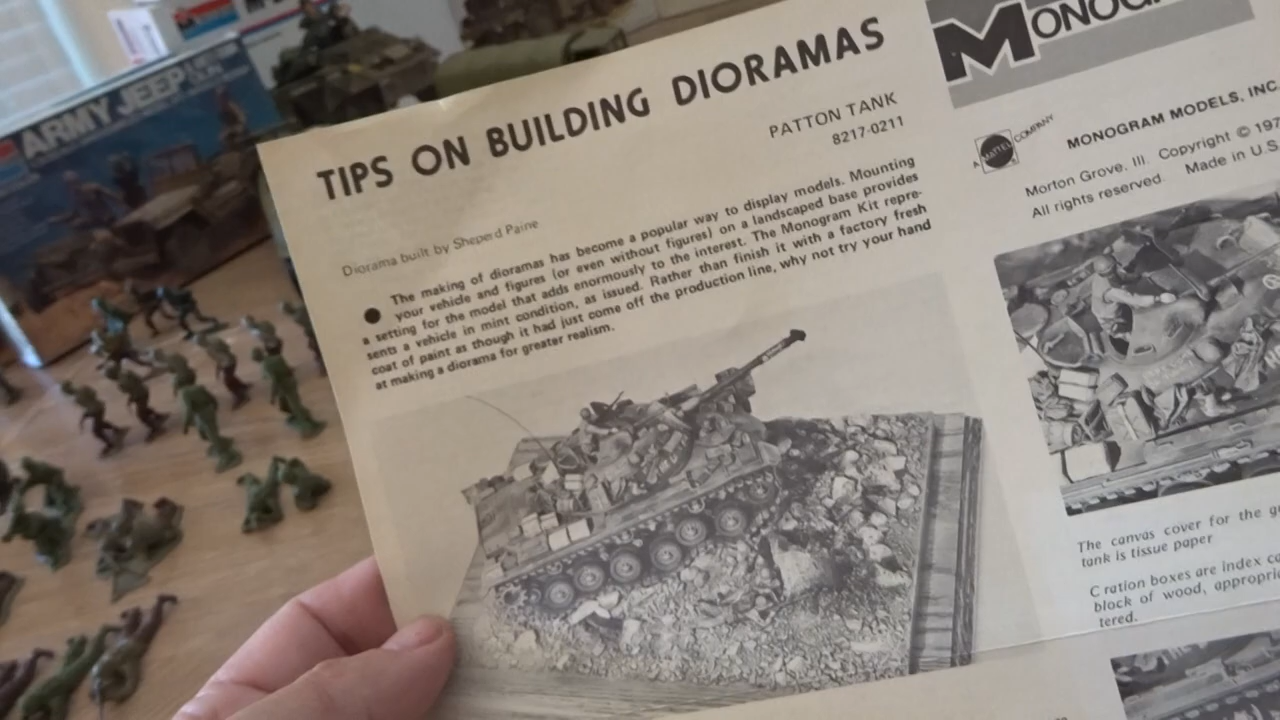 ARMY JEEP
TIPS ON BUILDING DIORAMAS
PATTON TANK
8217-0211
Diorama built by Sheperd Paine
● The making of dioramas has become a popular way to display models. Mounting
your vehicle and figures (or even without figures) on a landscaped base provides
a setting for the model that adds enormously to the interest. The Monogram Kit repre-
sents a vehicle in mint condition, as issued. Rather than finish it with a factory fresh
coat of paint as though it had just come off the production line, why not try your hand
at making a diorama for greater realism.
MONOG
A MATTEL COMPANY
MONOGRAM MODELS, INC.
Morton Grove, Ill. Copyright © 197
All rights reserved. Made in U.S.
The canvas cover for the g
tank is tissue paper
C ration boxes are index c
block of wood, appropri
tered.